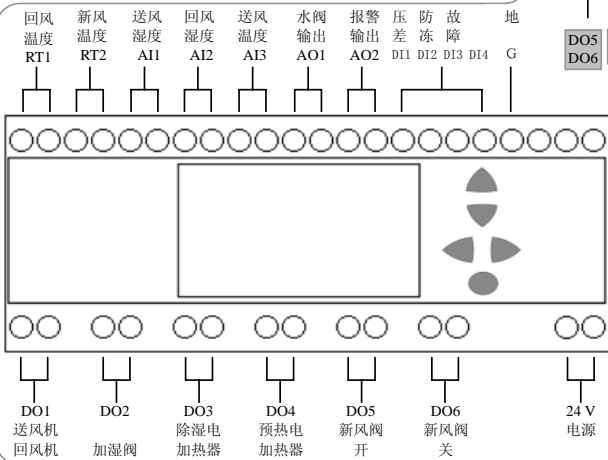 回风 新风 送风 回风 送风 水阀 报警 压 防 故 地
温度 温度 湿度 湿度 温度 输出 输出 差 冻 障
RT1 RT2 AI1 AI2 AI3 AO1 AO2 DI1 DI2 DI3 DI4 G
DO5
DO6
DO1 DO2 DO3 DO4 DO5 DO6 24 V
送风机 除湿电 预热电 新风阀 新风阀 电源
回风机 加湿阀 加热器 加热器 开 关